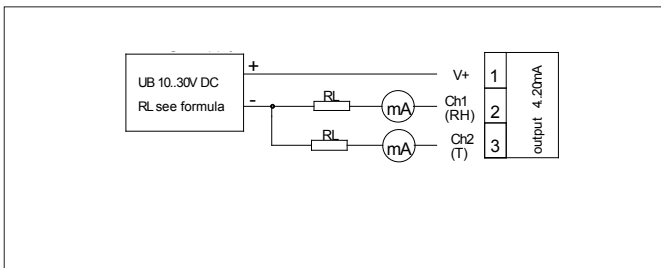 +
V+
1
UB 10..30V DC
RL see formula
-
RL
mA
Ch1
(RH)
2
RL
mA
Ch2
(T)
3
output 4..20mA